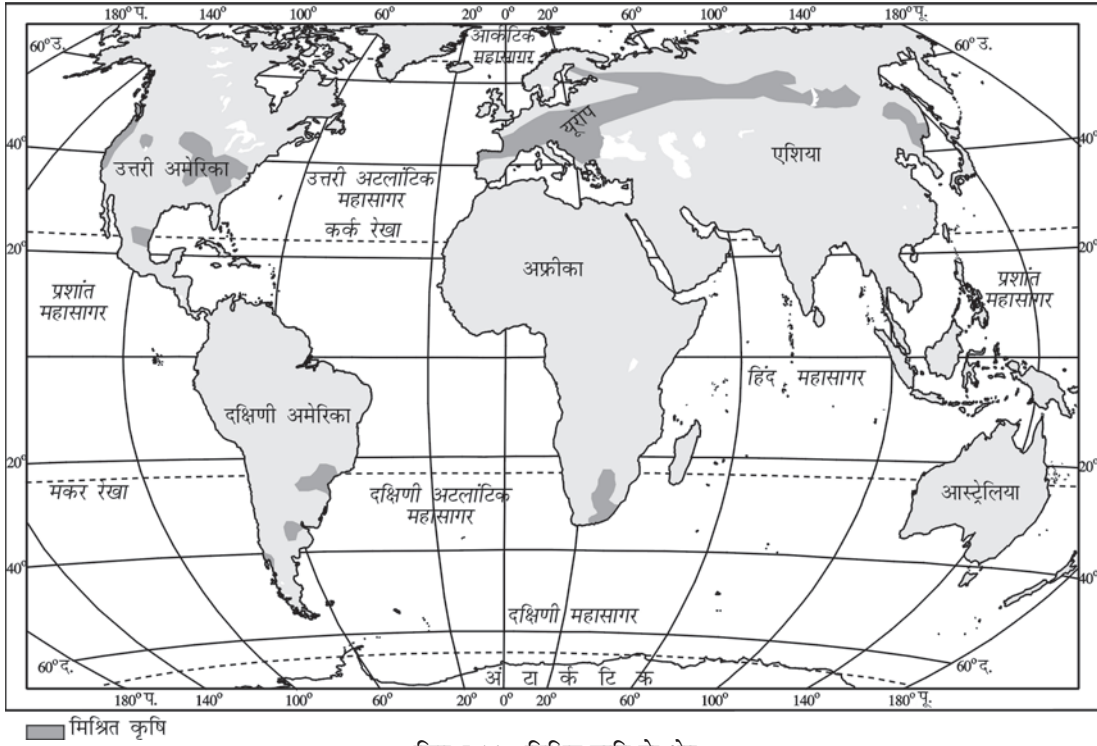 180° प. 140° 100° 60° 20° 0° 20° 60° 100° 140° 180° पू.
60° उ. 60° उ.
आर्कटिक
महासागर
40° 40°
यूरोप
एशिया
उत्तरी अमेरिका
उत्तरी अटलांटिक
महासागर
कर्क रेखा
20° 20°
अफ्रीका
प्रशांत
महासागर
प्रशांत
महासागर
हिंद महासागर
दक्षिणी अमेरिका
20° 20°
मकर रेखा
दक्षिणी अटलांटिक
महासागर
आस्ट्रेलिया
40° 40°
दक्षिणी महासागर
60° द. 60° द.
अं टा र्क टि क
180° प. 140° 100° 60° 20° 0° 20° 60° 100° 140° 180° पू.
मिश्रित कृषि